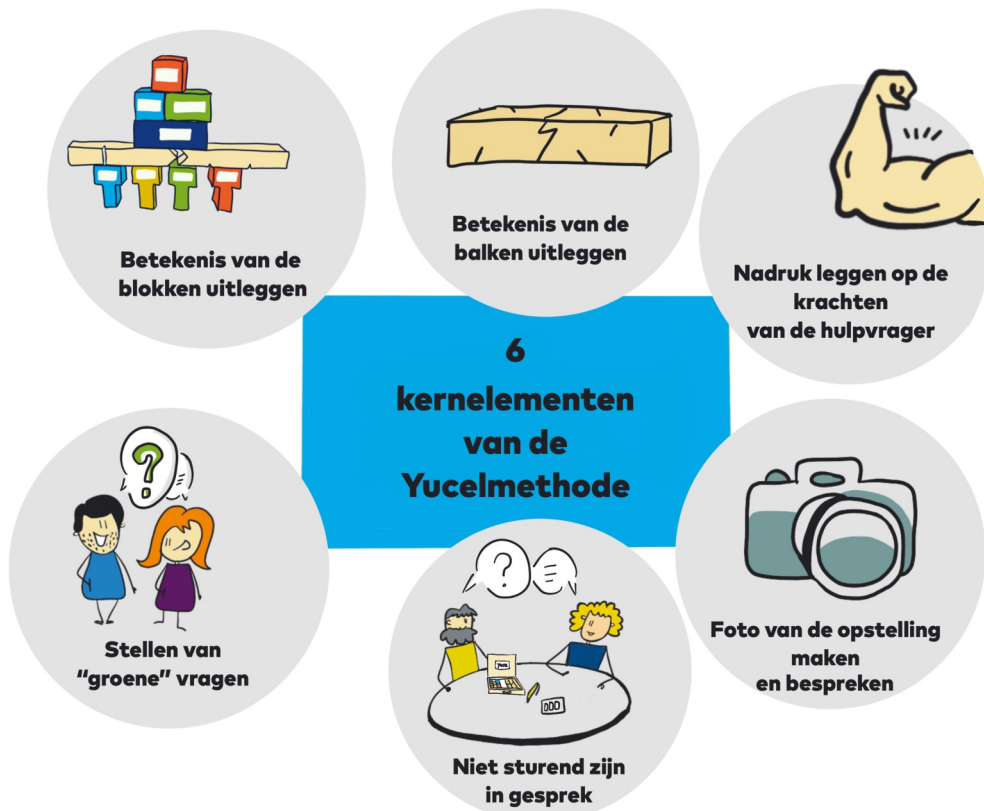 Betekenis van de
blokken uitleggen
Betekenis van de
balken uitleggen
Nadruk leggen op de
krachten
van de hulpvrager
6
kernelementen
van de
Yucelmethode
Stellen van
“groene” vragen
Niet sturend zijn
in gesprek
Foto van de opstelling
maken
en bespreken